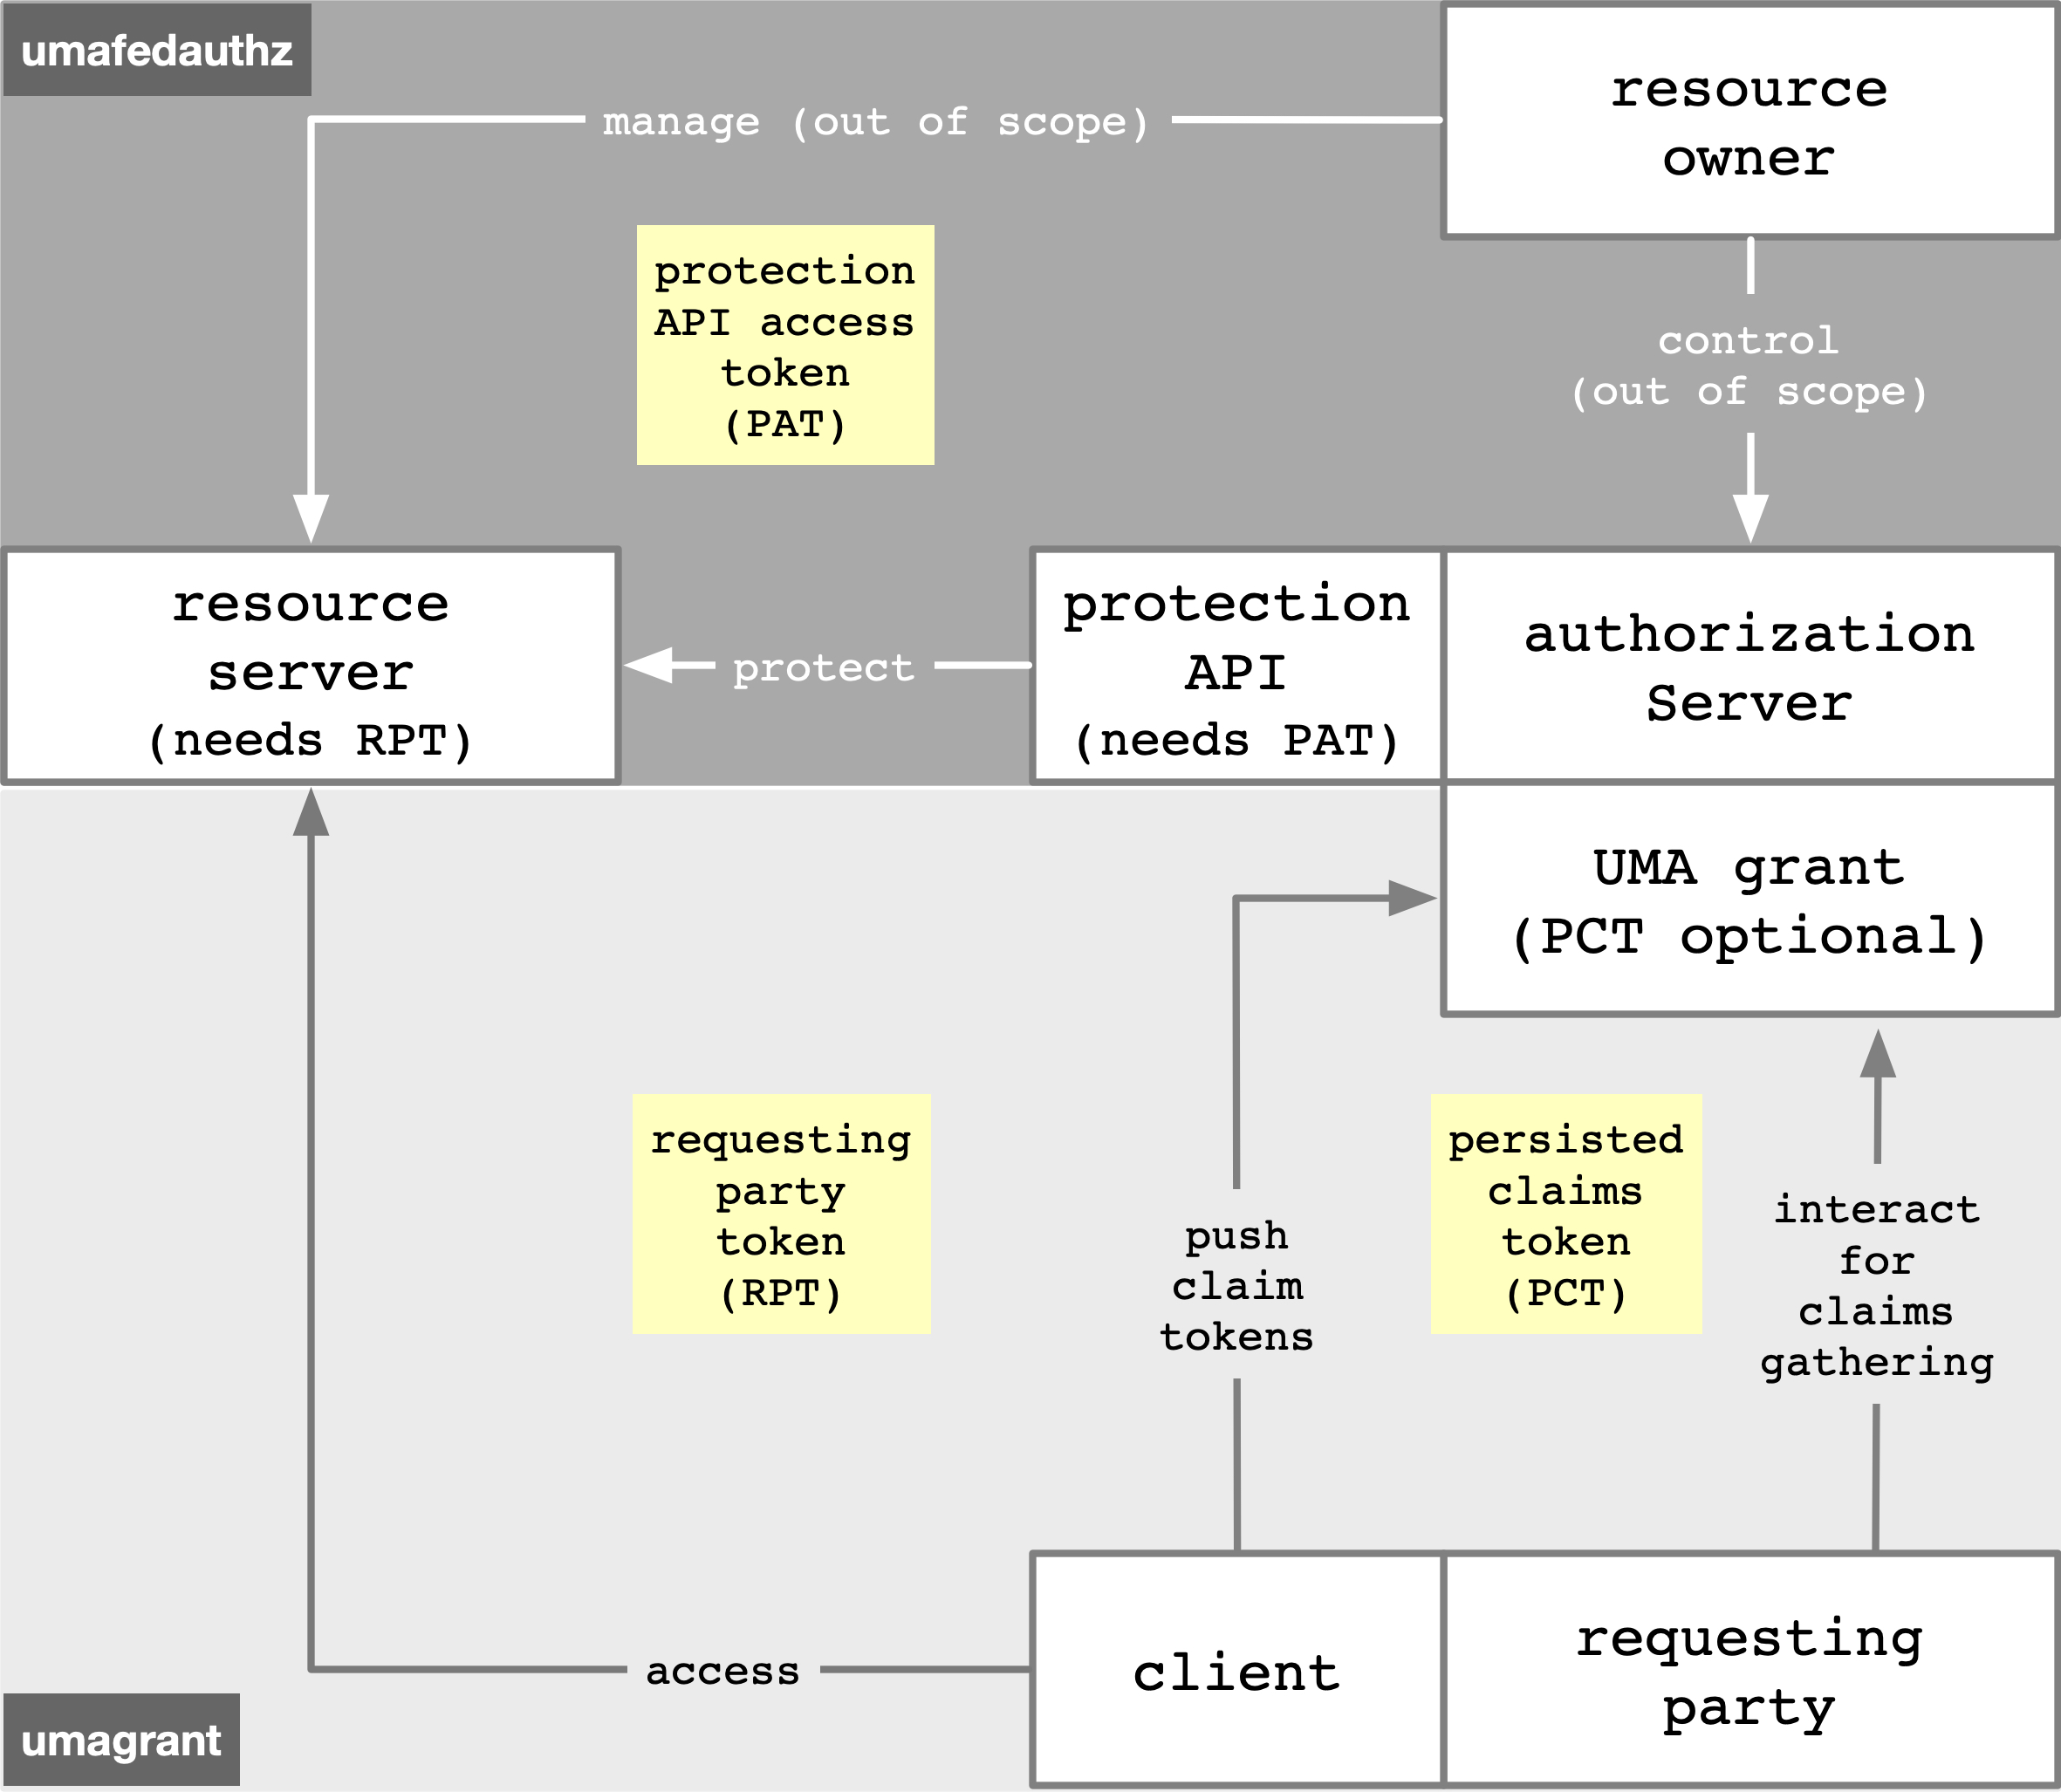 umafedauthz
resource
owner
manage (out of scope)
protection
API access
token
(PAT)
control
(out of scope)
resource
server
(needs RPT)
protect
protection
API
(needs PAT)
authorization
Server
UMA grant
(PCT optional)
requesting
party
token
(RPT)
push
claim
tokens
persisted
claims
token
(PCT)
interact
for
claims
gathering
access
client
requesting
party
umagrant